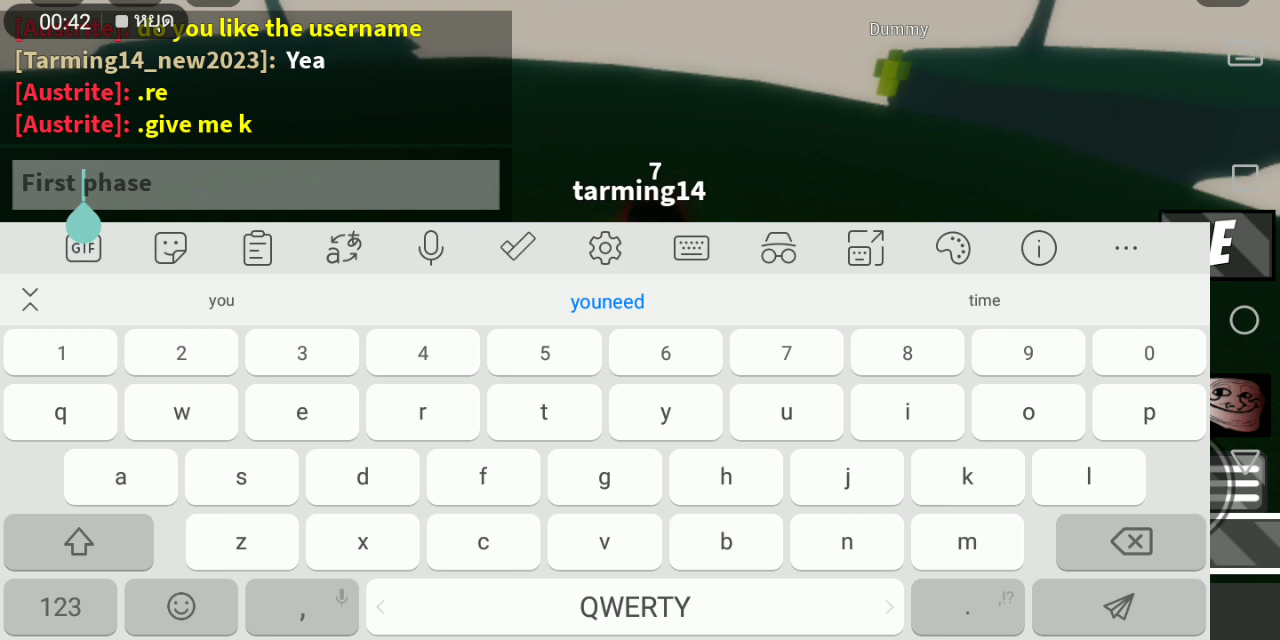 00:42 หยุด
[Austrite]: do you like the username
Dummy
[Tarming14_new2023]: Yea
[Austrite]: .re
[Austrite]: .give me k
7
First phase
tarming14
GIF
E
you youneed time
1 2 3 4 5 6 7 8 9 0
q w e r t y u i o p
a s d f g h j k l
z x c v b n m
123 , QWERTY . ,!?